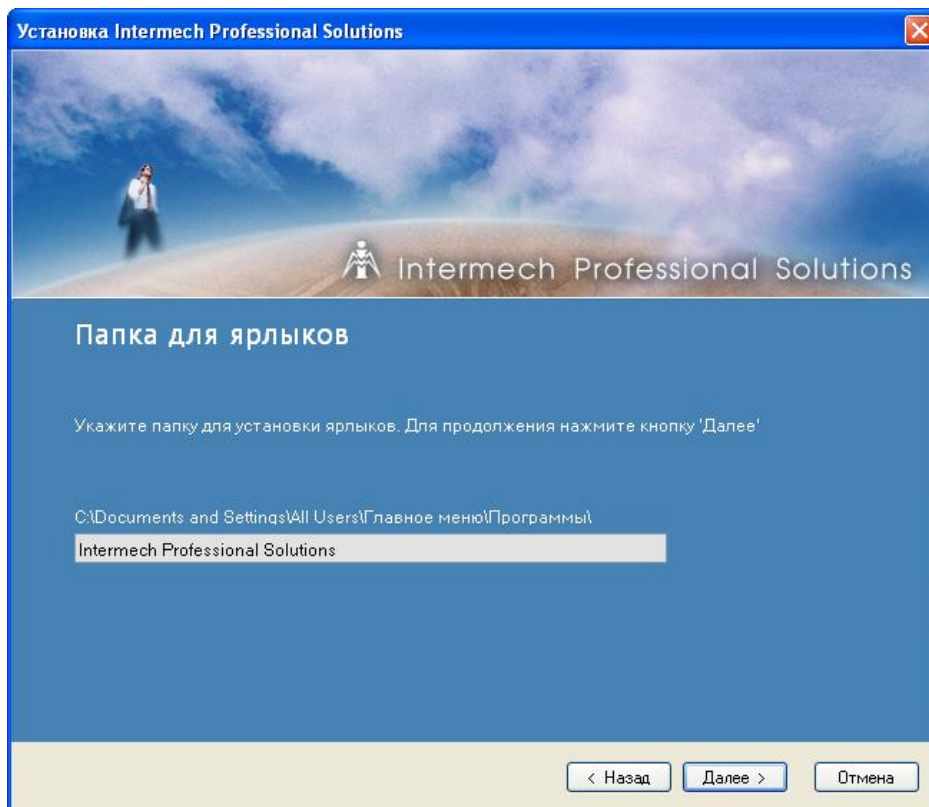 Установка Intermech Professional Solutions
Intermech Professional Solutions
Папка для ярлыков
Укажите папку для установки ярлыков. Для продолжения нажмите кнопку 'Далее'
C:\Documents and Settings\All Users\Главное меню\Программы\
Intermech Professional Solutions
< Назад Далее > Отмена